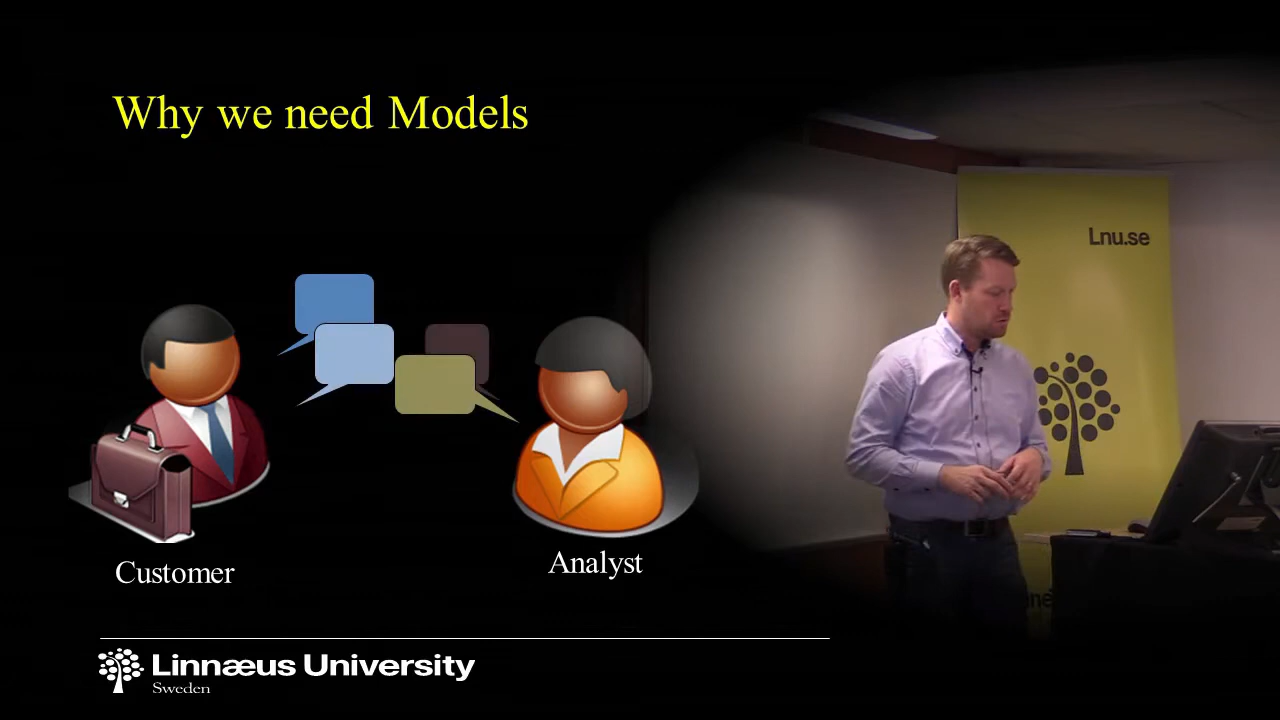 Why we need Models
Lnu.se
Customer
Analyst
Linnæus University
Sweden